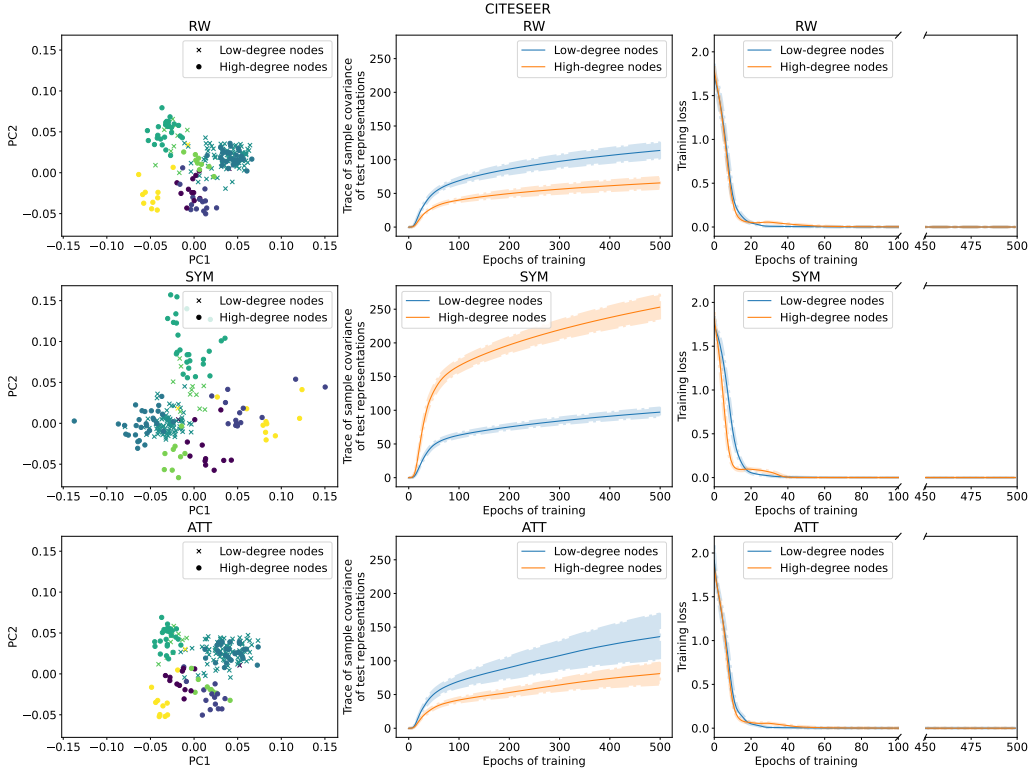 CITESEER
RW
RW
RW
0.15
0.10
0.05
0.00
−0.05
PC2
× Low-degree nodes
● High-degree nodes
−0.15 −0.10 −0.05 0.00 0.05 0.10 0.15
PC1
Trace of sample covariance
of test representations
250
200
150
100
50
0
Low-degree nodes
High-degree nodes
0 100 200 300 400 500
Epochs of training
Training loss
2.0
1.5
1.0
0.5
0.0
Low-degree nodes
High-degree nodes
0 20 40 60 80 100 450 475 500
Epochs of training
SYM
SYM
SYM
0.15
0.10
0.05
0.00
−0.05
PC2
× Low-degree nodes
● High-degree nodes
−0.15 −0.10 −0.05 0.00 0.05 0.10 0.15
PC1
Trace of sample covariance
of test representations
250
200
150
100
50
0
Low-degree nodes
High-degree nodes
0 100 200 300 400 500
Epochs of training
Training loss
2.0
1.5
1.0
0.5
0.0
Low-degree nodes
High-degree nodes
0 20 40 60 80 100 450 475 500
Epochs of training
ATT
ATT
ATT
0.15
0.10
0.05
0.00
−0.05
PC2
× Low-degree nodes
● High-degree nodes
−0.15 −0.10 −0.05 0.00 0.05 0.10 0.15
PC1
Trace of sample covariance
of test representations
250
200
150
100
50
0
Low-degree nodes
High-degree nodes
0 100 200 300 400 500
Epochs of training
Training loss
2.0
1.5
1.0
0.5
0.0
Low-degree nodes
High-degree nodes
0 20 40 60 80 100 450 475 500
Epochs of training